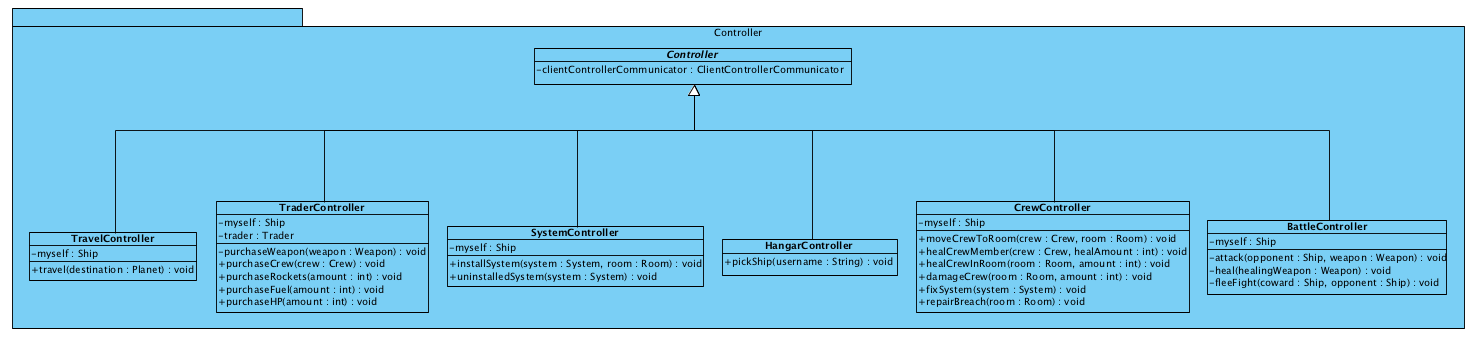 Controller
Controller
-clientControllerCommunicator : ClientControllerCommunicator
TravelController
-myself : Ship
+travel(destination : Planet) : void
TraderController
-myself : Ship
-trader : Trader
-purchaseWeapon(weapon : Weapon) : void
+purchaseCrew(crew : Crew) : void
+purchaseRockets(amount : int) : void
+purchaseFuel(amount : int) : void
+purchaseHP(amount : int) : void
SystemController
-myself : Ship
+installSystem(system : System, room : Room) : void
+uninstalledSystem(system : System) : void
HangarController
+pickShip(username : String) : void
CrewController
-myself : Ship
+moveCrewToRoom(crew : Crew, room : Room) : void
+healCrewMember(crew : Crew, healAmount : int) : void
+healCrewInRoom(room : Room, amount : int) : void
+damageCrew(room : Room, amount : int) : void
+fixSystem(system : System) : void
+repairBreach(room : Room) : void
BattleController
-myself : Ship
-attack(opponent : Ship, weapon : Weapon) : void
-heal(healingWeapon : Weapon) : void
-fleeFight(coward : Ship, opponent : Ship) : void